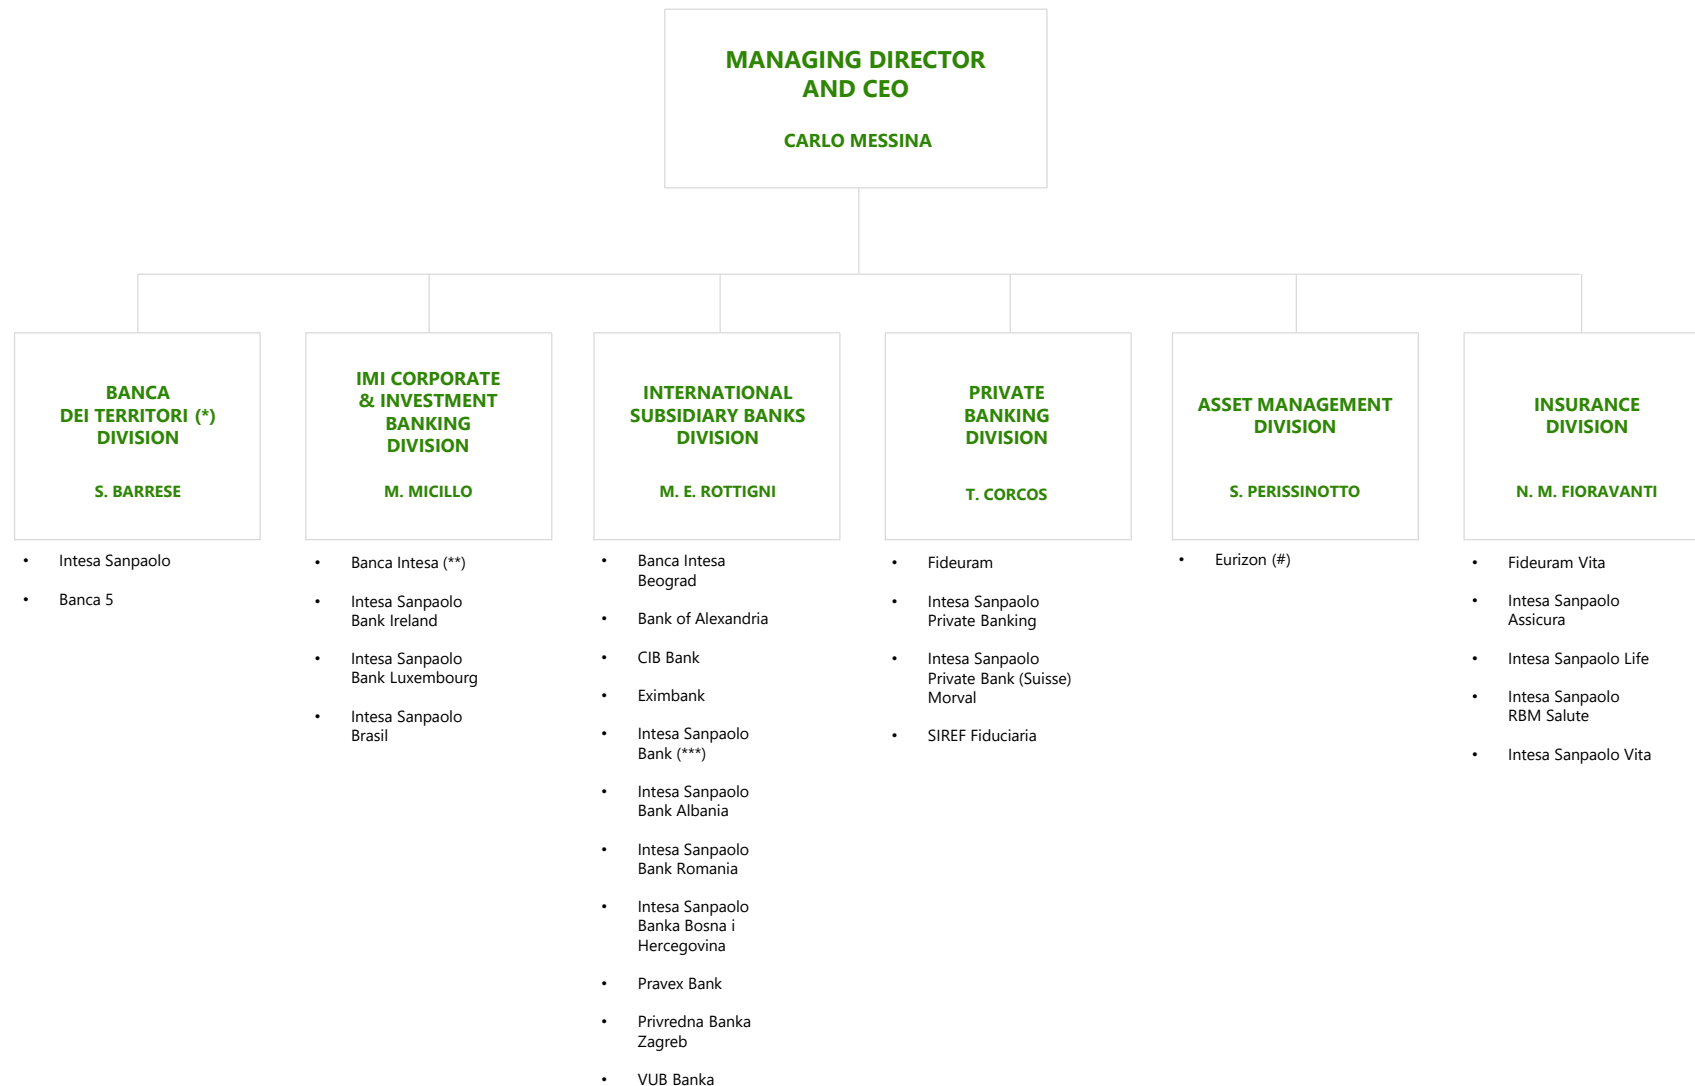 MANAGING DIRECTOR
AND CEO
CARLO MESSINA
BANCA
DEI TERRITORI (*)
DIVISION
S. BARRESE
• Intesa Sanpaolo
• Banca 5
IMI CORPORATE
& INVESTMENT
BANKING
DIVISION
M. MICILLO
• Banca Intesa (**)
• Intesa Sanpaolo
Bank Ireland
• Intesa Sanpaolo
Bank Luxembourg
• Intesa Sanpaolo
Brasil
INTERNATIONAL
SUBSIDIARY BANKS
DIVISION
M. E. ROTTIGNI
• Banca Intesa
Beograd
• Bank of Alexandria
• CIB Bank
• Eximbank
• Intesa Sanpaolo
Bank (***)
• Intesa Sanpaolo
Bank Albania
• Intesa Sanpaolo
Bank Romania
• Intesa Sanpaolo
Banka Bosna i
Hercegovina
• Pravex Bank
• Privredna Banka
Zagreb
• VUB Banka
PRIVATE
BANKING
DIVISION
T. CORCOS
• Fideuram
• Intesa Sanpaolo
Private Banking
• Intesa Sanpaolo
Private Bank (Suisse)
Morval
• SIREF Fiduciaria
ASSET MANAGEMENT
DIVISION
S. PERISSINOTTO
• Eurizon (#)
INSURANCE
DIVISION
N. M. FIORAVANTI
• Fideuram Vita
• Intesa Sanpaolo
Assicura
• Intesa Sanpaolo Life
• Intesa Sanpaolo
RBM Salute
• Intesa Sanpaolo Vita